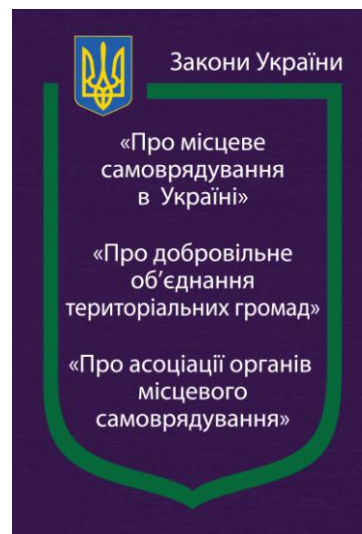 Закони України
«Про місцеве
самоврядування
в Україні»
«Про добровільне
об’єднання
територіальних громад»
«Про асоціації органів
місцевого
самоврядування»